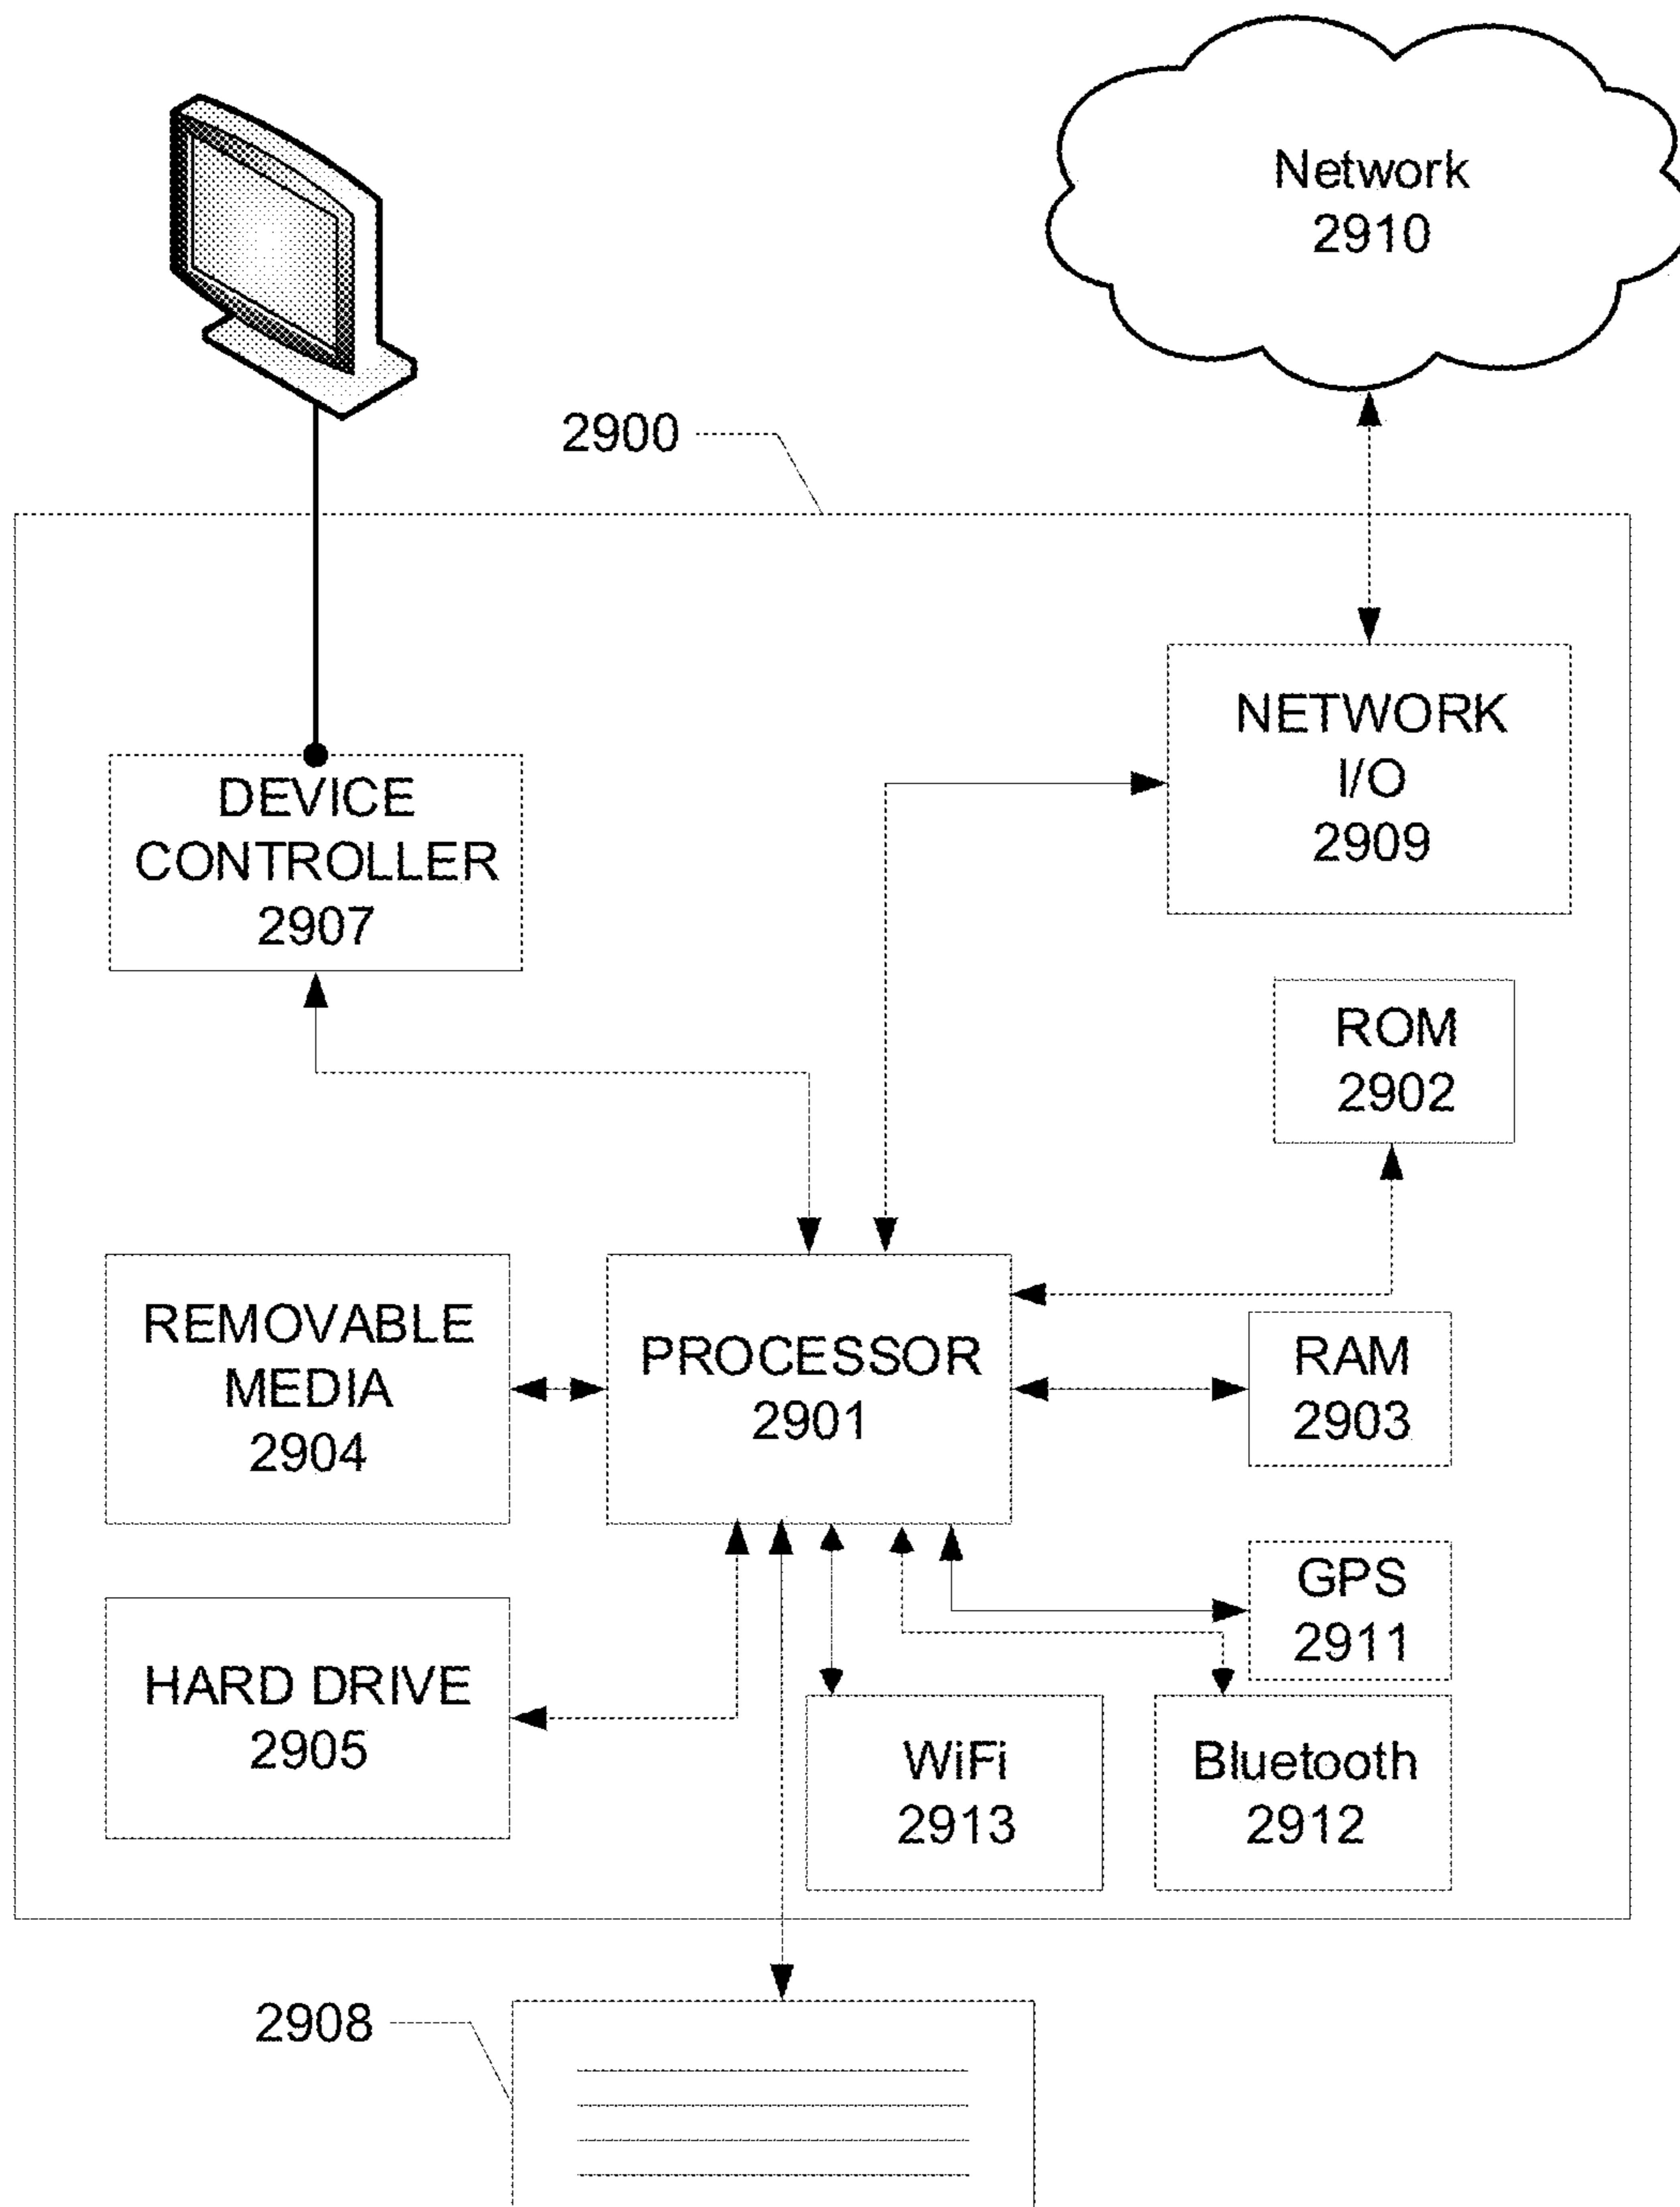 Network
2910
2900
NETWORK
I/O
2909
DEVICE
CONTROLLER
2907
ROM
2902
REMOVABLE
MEDIA
2904
PROCESSOR
2901
RAM
2903
GPS
2911
HARD DRIVE
2905
WiFi
2913
Bluetooth
2912
2908